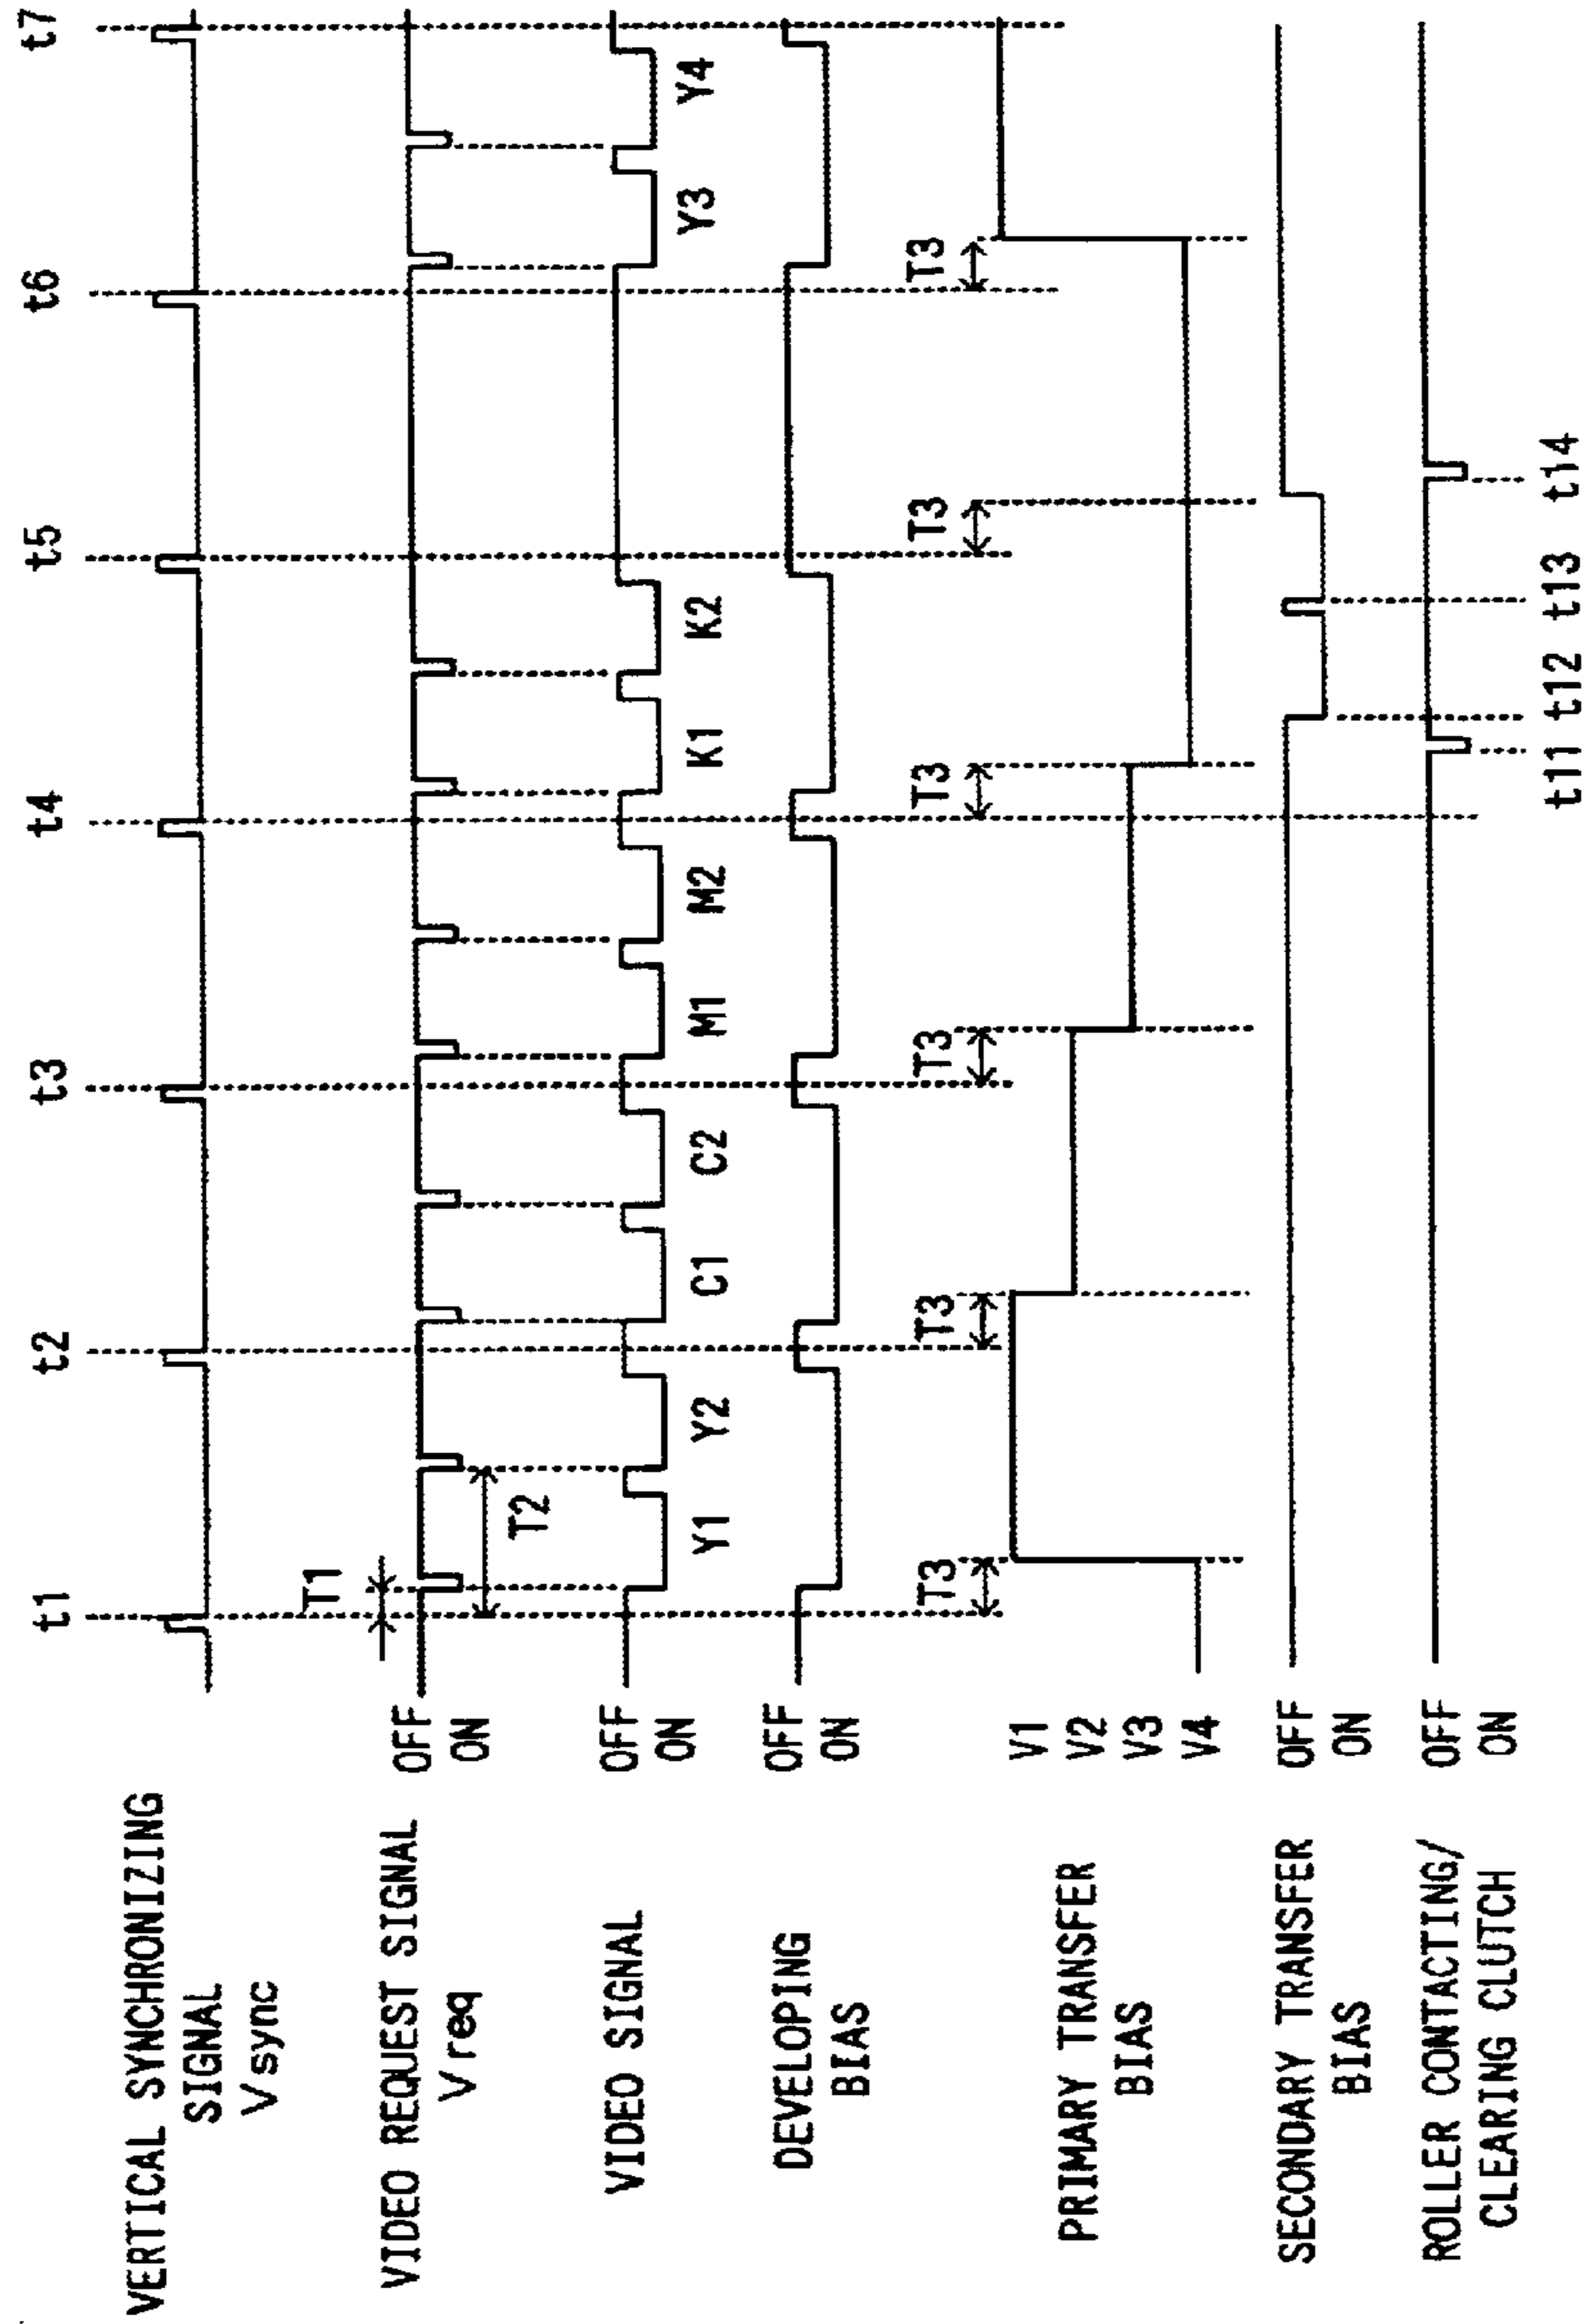 t1 t2 t3 t4 t5 t6 t7
VERTICAL SYNCHRONIZING
SIGNAL
Vsync
T1
VIDEO REQUEST SIGNAL
Vreq
OFF
ON
T2
VIDEO SIGNAL
OFF
ON
Y1 Y2 C1 C2 M1 M2 K1 K2 Y3 Y4
DEVELOPING
BIAS
OFF
ON
T3 T3 T3 T3 T3 T3
PRIMARY TRANSFER
BIAS
V1
V2
V3
V4
SECONDARY TRANSFER
BIAS
OFF
ON
ROLLER CONTACTING/
CLEARING CLUTCH
OFF
ON
t11 t12 t13 t14